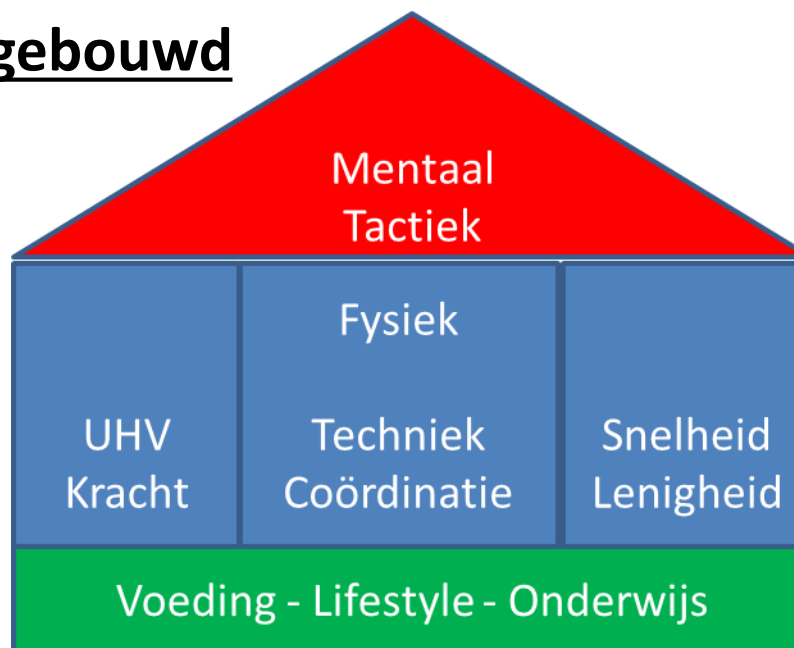 gebouwd
Mentaal
Tactiek
Fysiek
UHV
Kracht
Techniek
Coördinatie
Snelheid
Lenigheid
Voeding - Lifestyle - Onderwijs